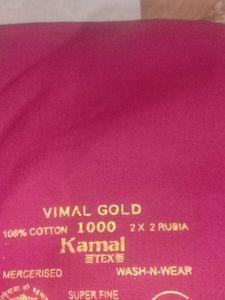 VIMAL GOLD
100% COTTON 1000 2 X 2 RUBIA
Kamal
TEX
MERCERISED WASH-N-WEAR
SUPER FINE